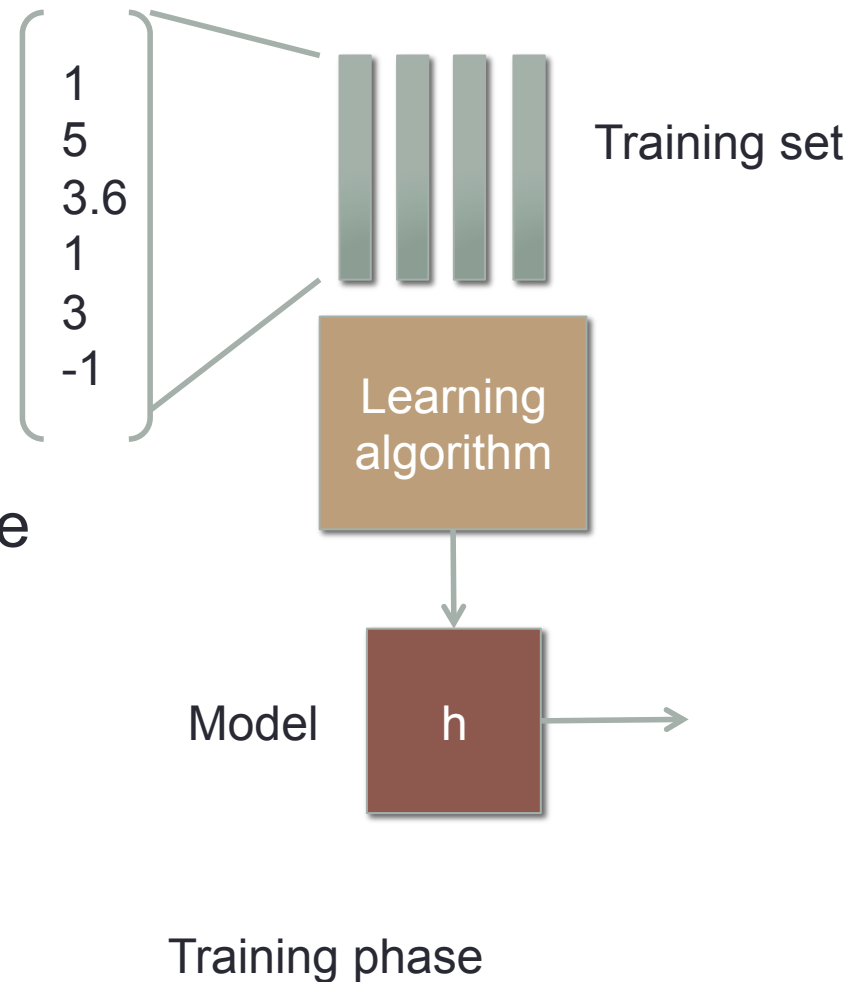 1
5
3.6
1
3
-1
Training set
Learning
algorithm
e
Model
h
Training phase